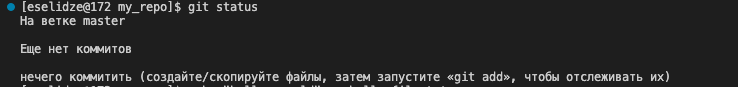 [eselidze@172 my_repo]$ git status
На ветке master
Еще нет коммитов
нечего коммитить (создайте/скопируйте файлы, затем запустите «git add», чтобы отслеживать их)